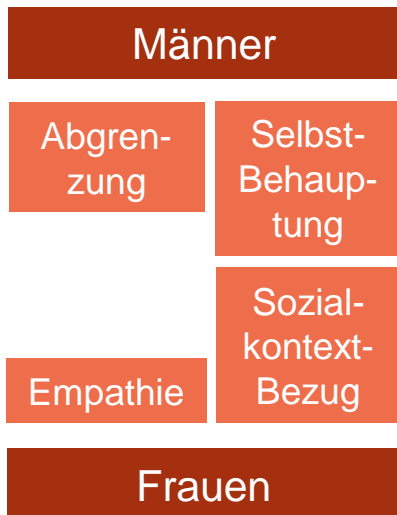 Männer
Abgren-
zung
Selbst-
Behaup-
tung
Empathie
Sozial-
kontext-
Bezug
Frauen